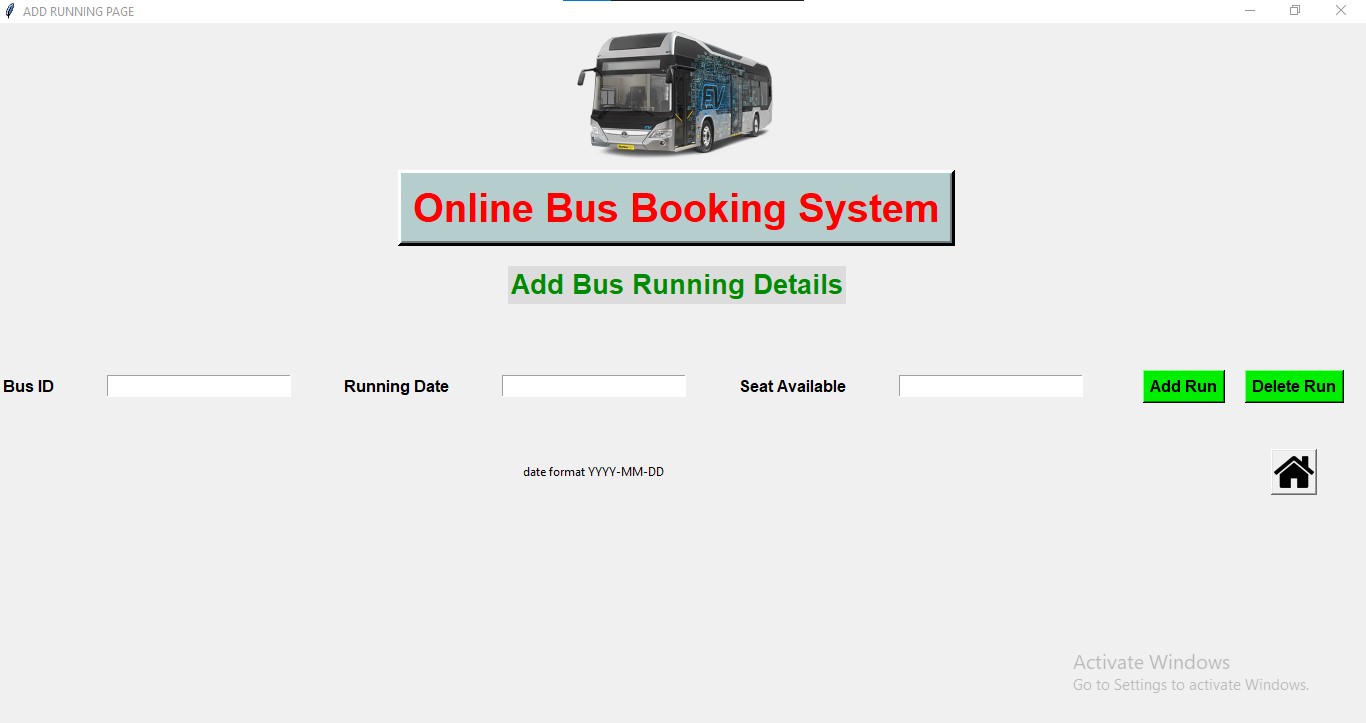 ADD RUNNING PAGE
EV
Online Bus Booking System
Add Bus Running Details
Bus ID Running Date Seat Available Add Run Delete Run
date format YYYY-MM-DD
Activate Windows
Go to Settings to activate Windows.